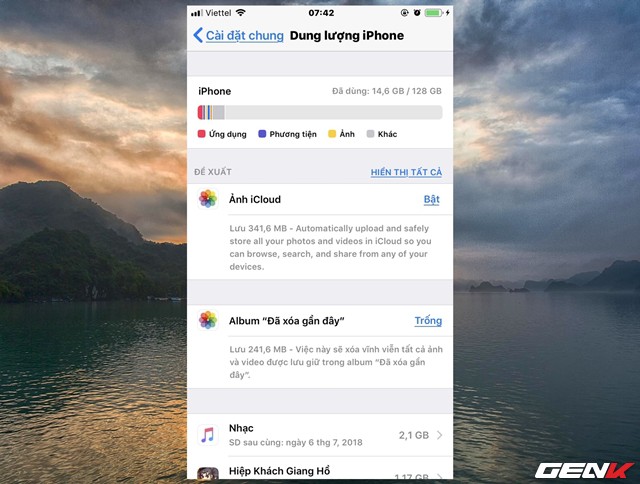 Viettel
07:42
Cài đặt chung
Dung lượng iPhone
iPhone
Đã dùng: 14,6 GB / 128 GB
Ứng dụng
Phương tiện
Ảnh
Khác
ĐỀ XUẤT
HIỂN THỊ TẤT CẢ
Ảnh iCloud
Bật
Lưu 341,6 MB - Automatically upload and safely
store all your photos and videos in iCloud so you
can browse, search, and share from any of your
devices.
Album “Đã xóa gần đây”
Trống
Lưu 241,6 MB - Việc này sẽ xóa vĩnh viễn tất cả ảnh
và video được lưu giữ trong album “Đã xóa gần
đây”.
Nhạc
2,1 GB
SD sau cùng: ngày 6 thg 7, 2018
Hiệp Khách Giang Hồ
1,17 GB
GENK